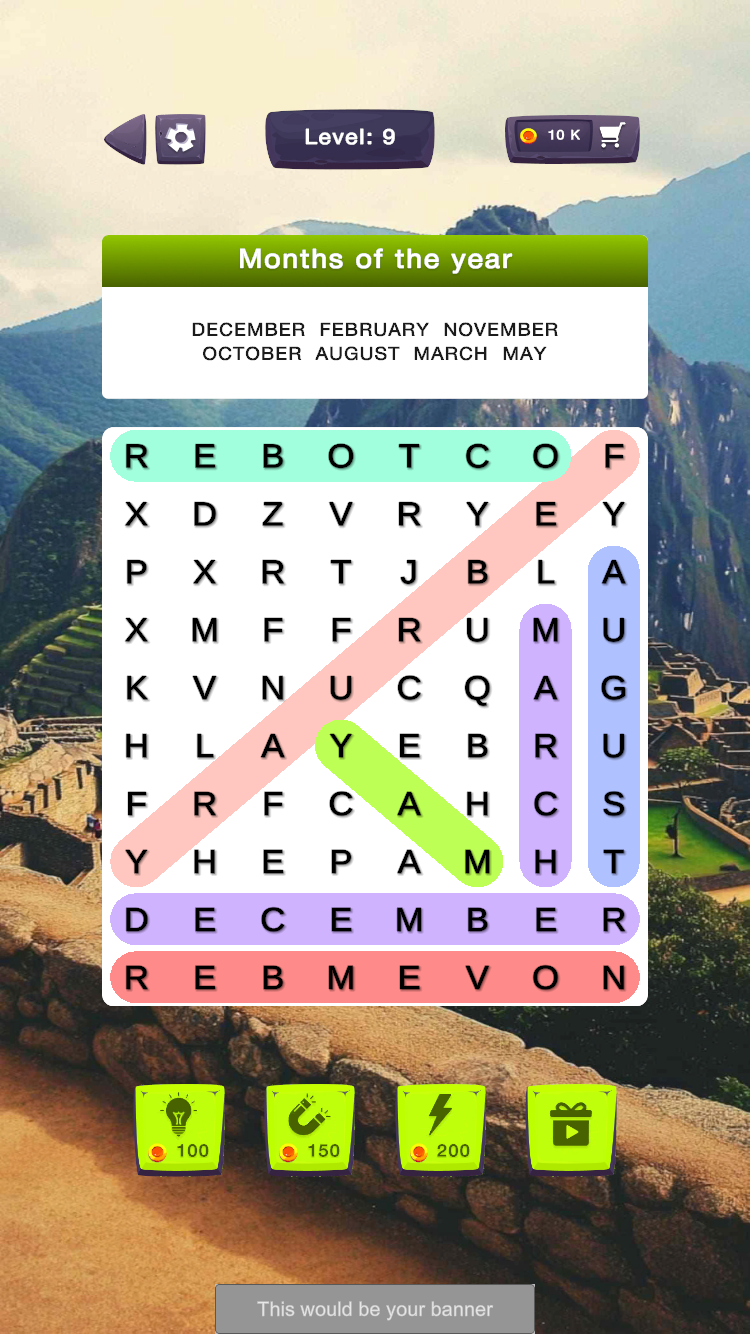 Level: 9
10 K
Months of the year
DECEMBER FEBRUARY NOVEMBER
OCTOBER AUGUST MARCH MAY
R E B O T C O F
X D Z V R Y E Y
P X R T J B L A
X M F F R U M U
K V N U C Q A G
H L A Y E B R U
F R F C A H C S
Y H E P A M H T
D E C E M B E R
R E B M E V O N
100
150
200
This would be your banner